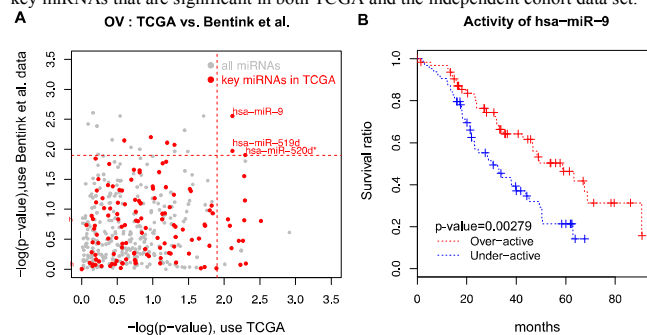 key miRNAs that are significant in both TCGA and the independent cohort data set.
A
OV : TCGA vs. Bentink et al.
−log(p−value),use Bentink et al. data
3.5
3.0
2.5
2.0
1.5
1.0
0.5
0.0
all miRNAs
key miRNAs in TCGA
hsa−miR−9
hsa−miR−519d
hsa−miR−520d*
0.0 0.5 1.0 1.5 2.0 2.5 3.0 3.5
−log(p−value), use TCGA
B
Activity of hsa−miR−9
Survival ratio
1.0
0.8
0.6
0.4
0.2
0.0
p−value=0.00279
Over−active
Under−active
0 20 40 60 80
months